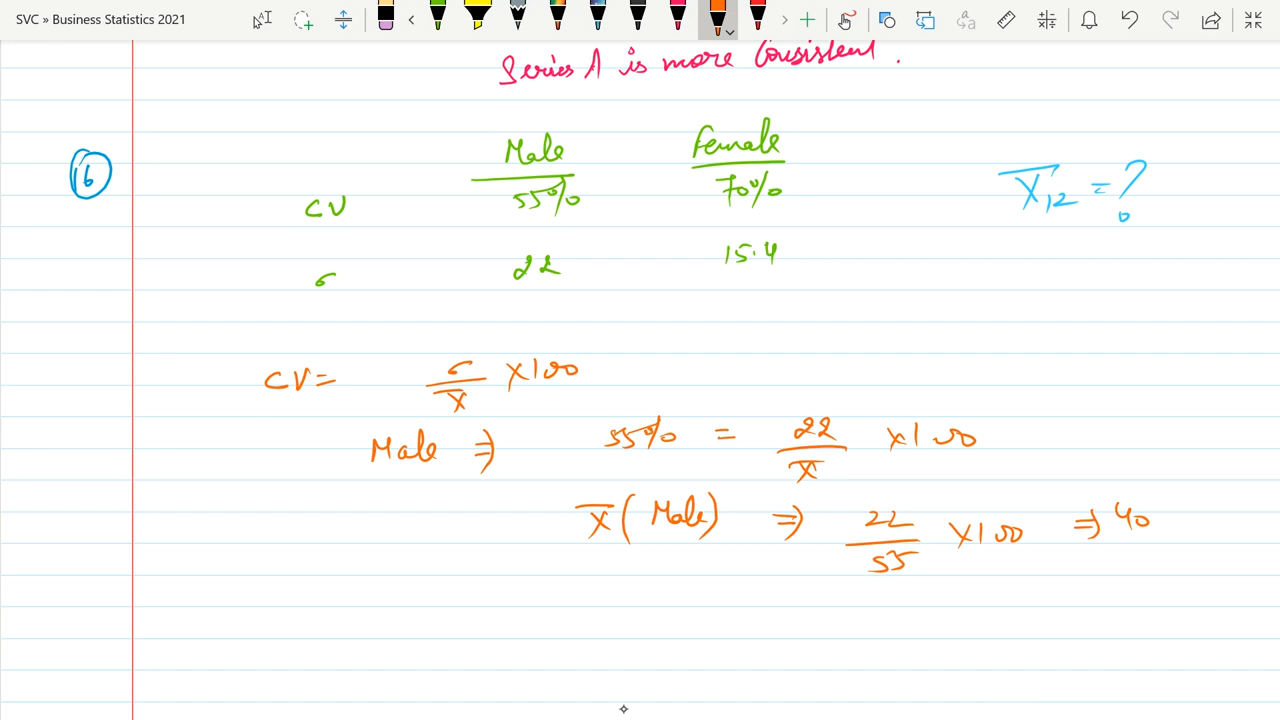 SVC » Business Statistics 2021
Series A is more Consistent.
16
Male Female
CV 55% 70%
X̄12 = ?
σ 22 15.4
CV = σ/X̄ ×100
Male ⇒ 55% = 22/X̄ ×100
X̄ (Male) ⇒ 22/55 ×100 ⇒ 40